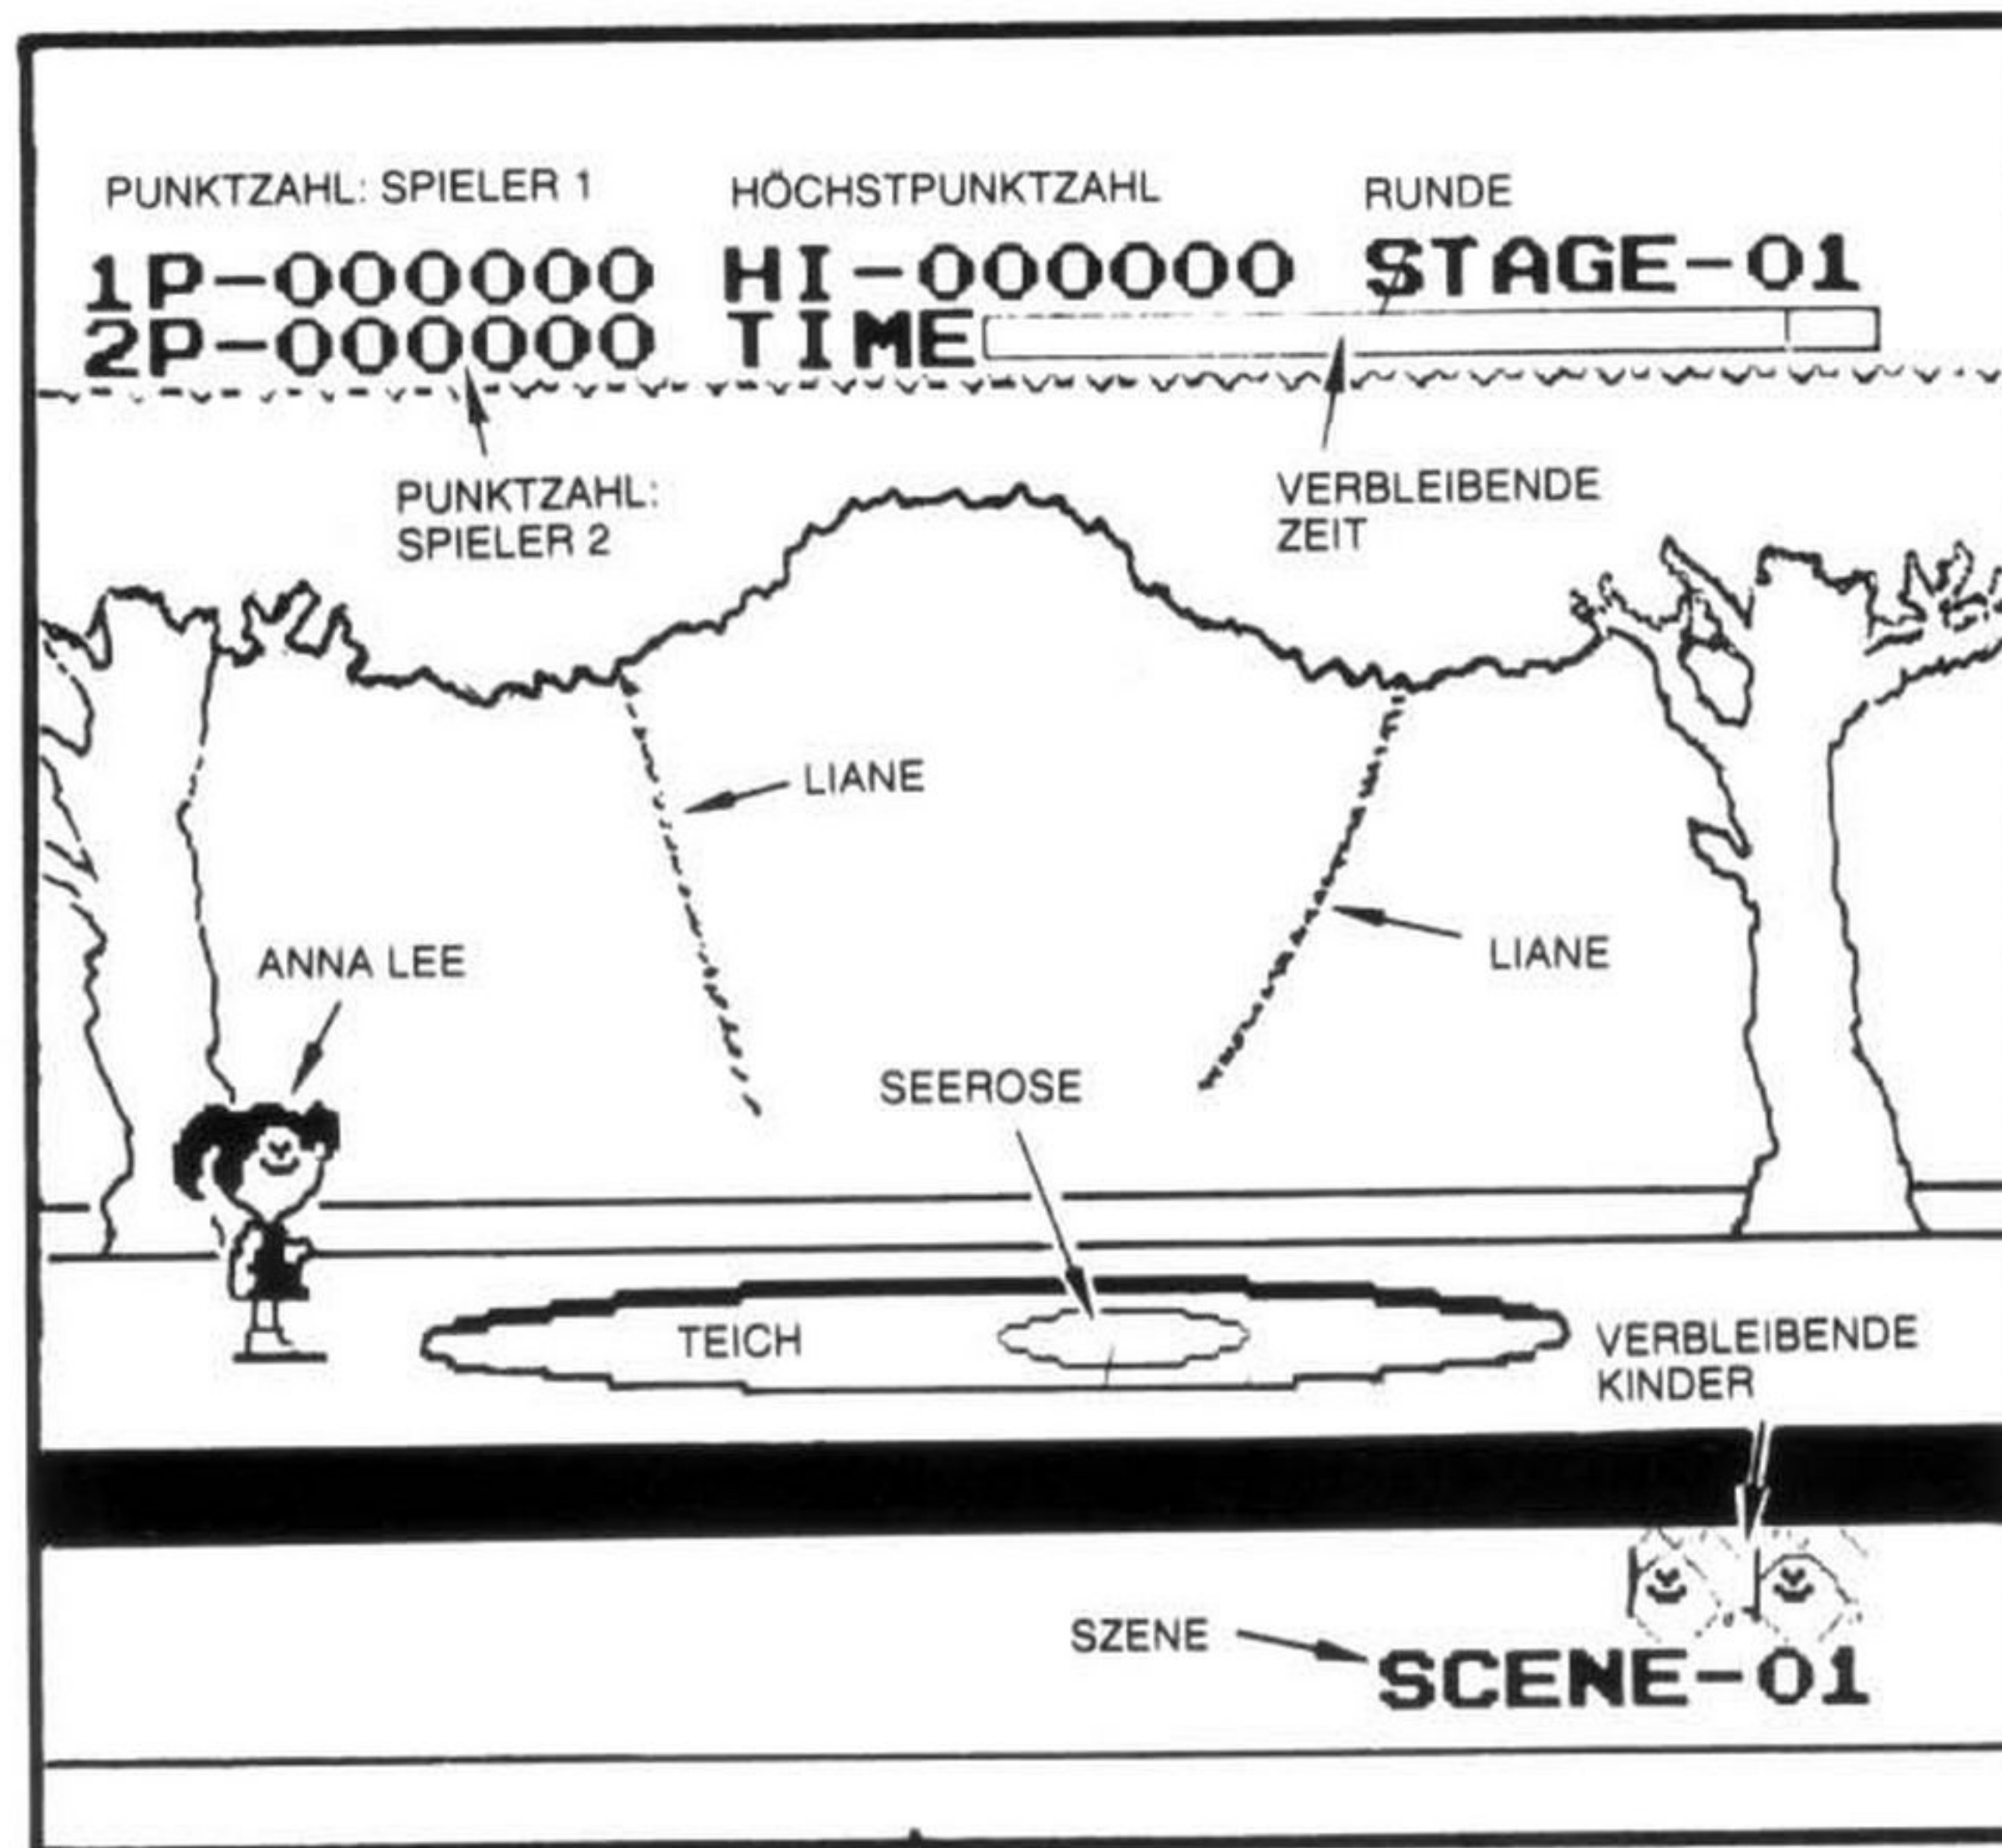 PUNKTZAHL: SPIELER 1
HÖCHSTPUNKTZAHL
RUNDE
1P-000000 HI-000000 STAGE-01
2P-000000 TIME
PUNKTZAHL:
SPIELER 2
VERBLEIBENDE
ZEIT
LIANE
ANNA LEE
LIANE
SEEROSE
TEICH
VERBLEIBENDE
KINDER
SZENE
SCENE-01